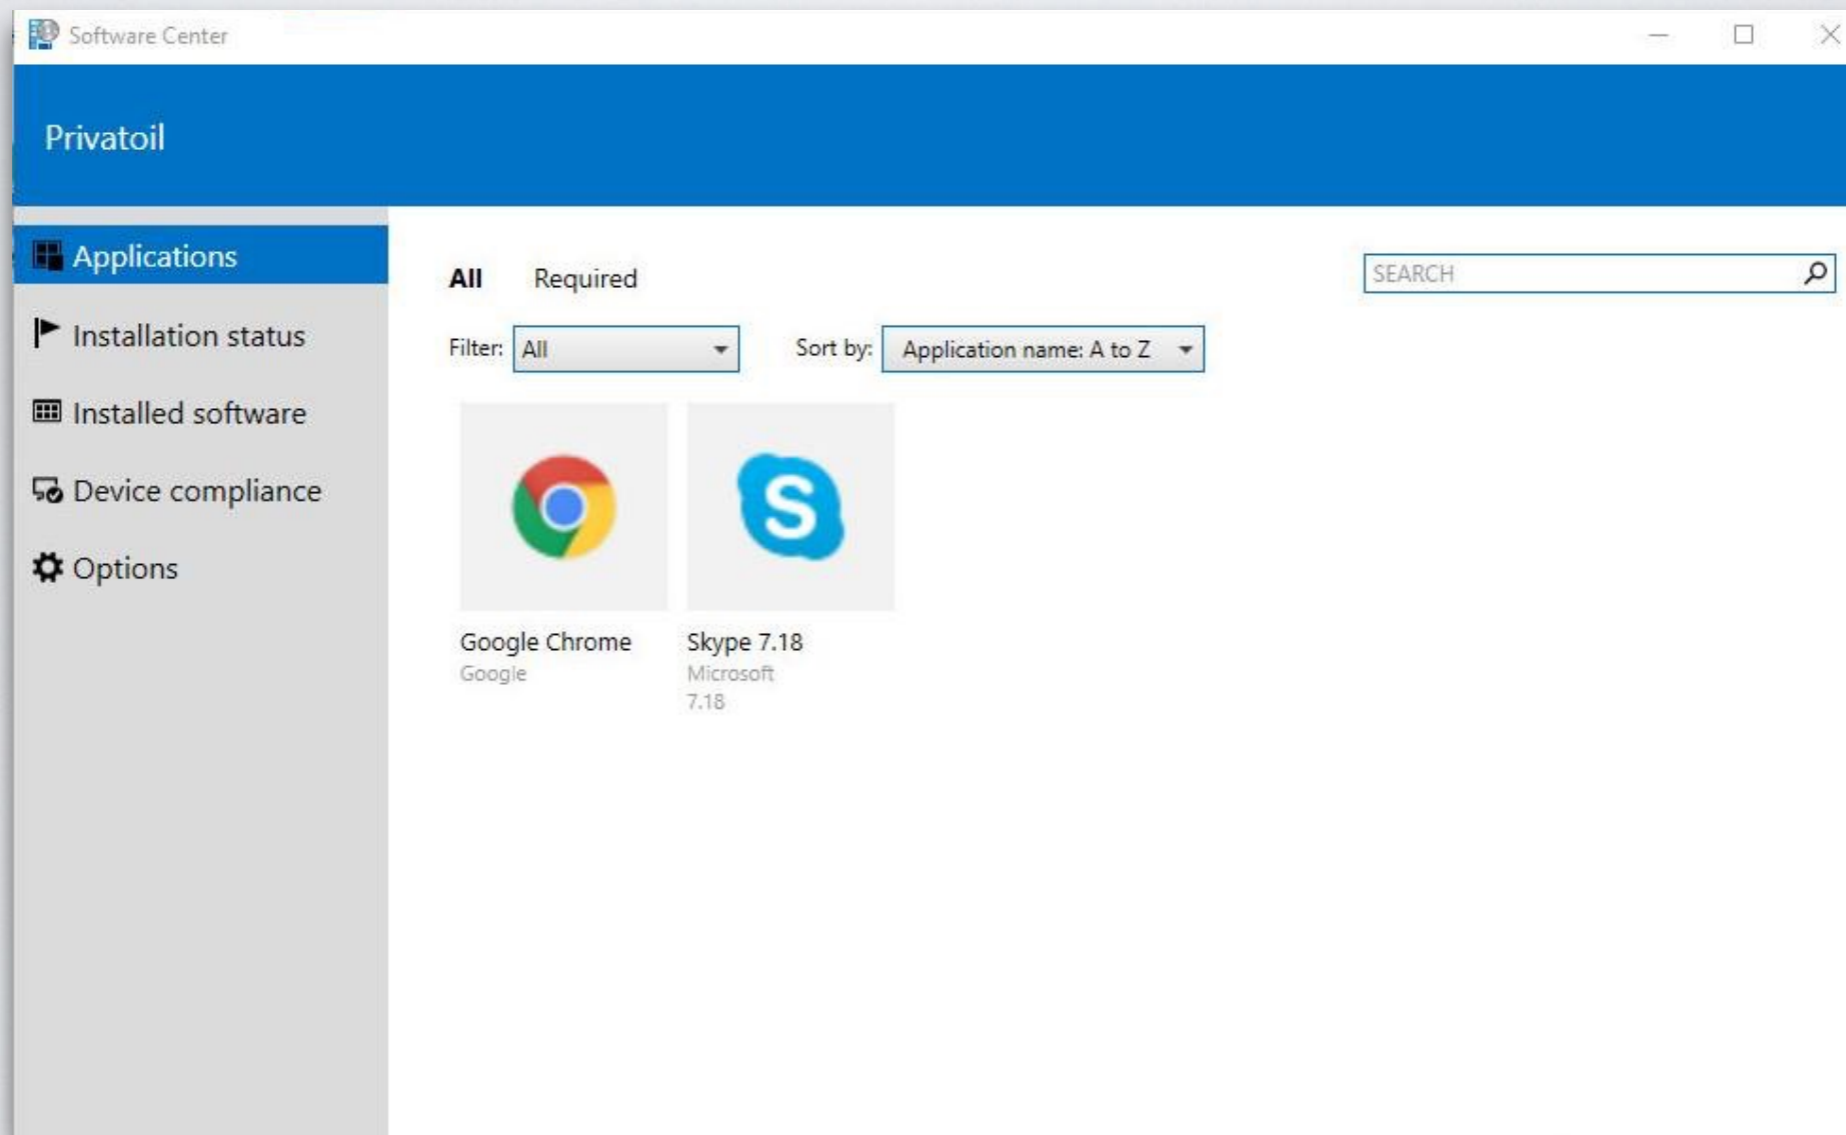 Software Center
Privatoil
Applications
Installation status
Installed software
Device compliance
Options
All Required
SEARCH
Filter: All Sort by: Application name: A to Z
S
Google Chrome
Google
Skype 7.18
Microsoft
7.18